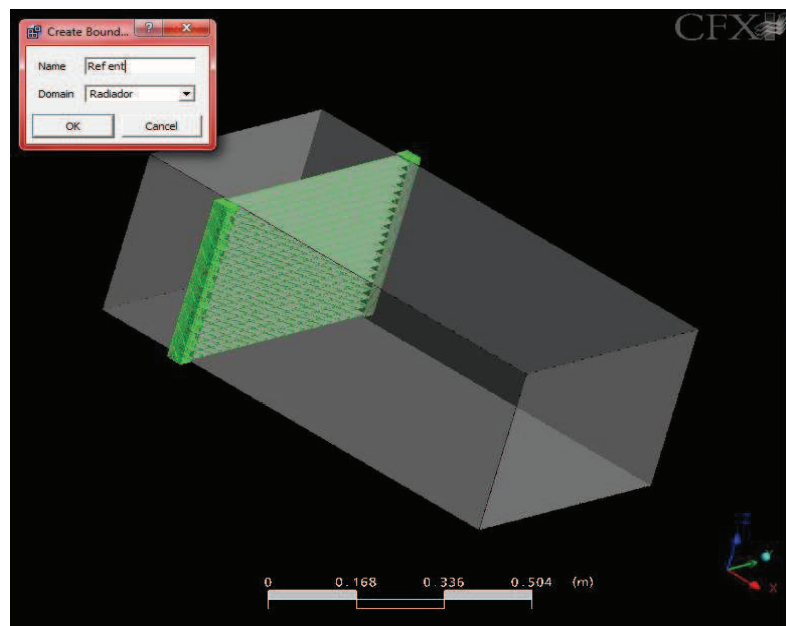 Create Bound...
Name Ref ent
Domain Radiador
OK Cancel
CFX
0 0.168 0.336 0.504 (m)
Z
Y
X